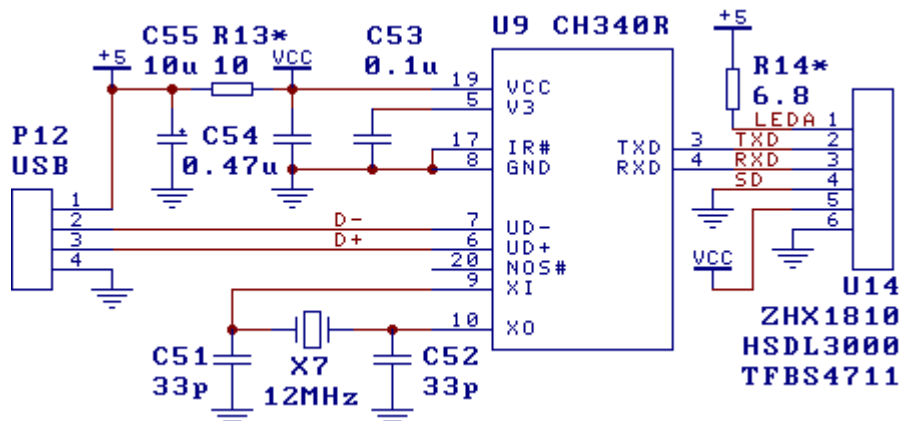 U9 CH340R
+5
C55 R13*
10u 10
VCC
C53
0.1u
+5
R14*
6.8
19 VCC
5 V3
C54
0.47u
17 IR#
8 GND
TXD 3
RXD 4
LEDA 1
TXD 2
RXD 3
SD 4
5
6
P12
USB
1
2 D- 7 UD-
3 D+ 6 UD+
4
20 NOS#
9 XI
10 XO
VCC
U14
ZHX1810
HSDL3000
TFBS4711
C51
33p
X7
12MHz
C52
33p